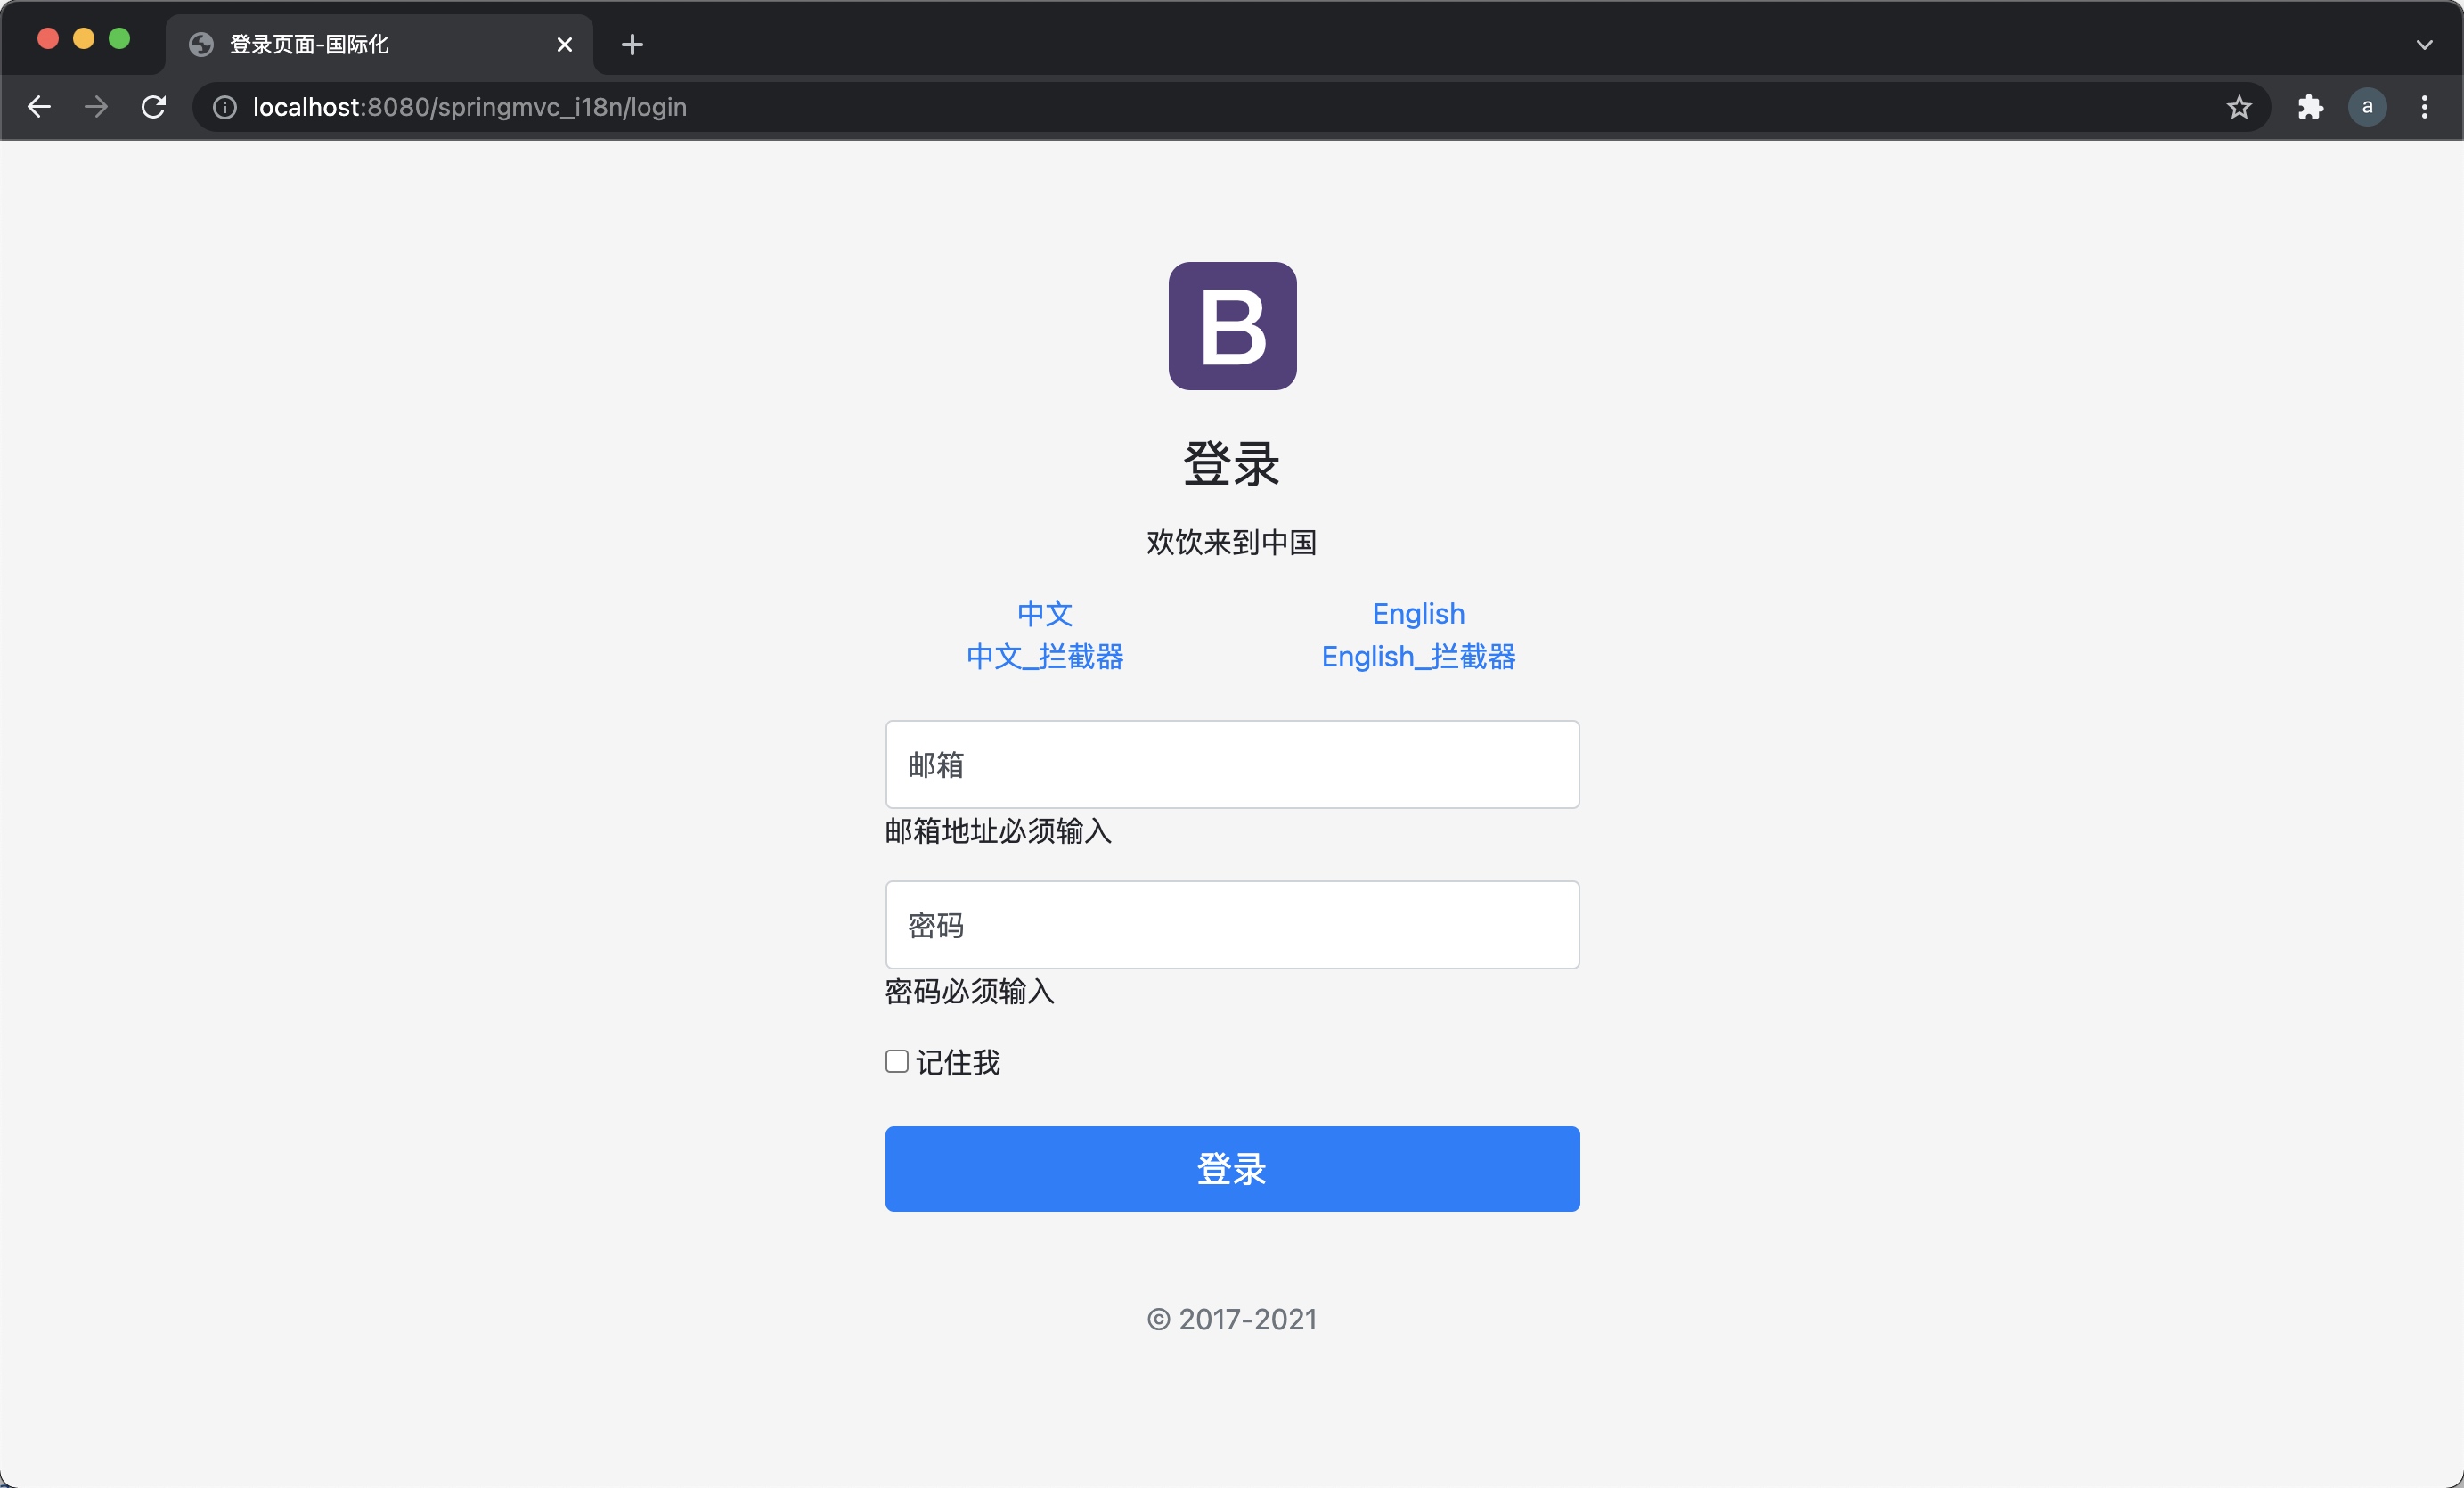 登录页面-国际化
localhost:8080/springmvc_i18n/login
a
B
登录
欢饮来到中国
中文 English
中文_拦截器 English_拦截器
邮箱
邮箱地址必须输入
密码
密码必须输入
记住我
登录
© 2017-2021